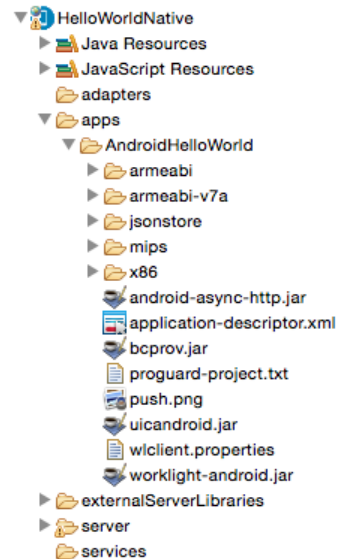 HelloWorldNative
Java Resources
JavaScript Resources
adapters
apps
AndroidHelloWorld
armeabi
armeabi-v7a
jsonstore
mips
x86
android-async-http.jar
application-descriptor.xml
bcprov.jar
proguard-project.txt
push.png
uicandroid.jar
wlclient.properties
worklight-android.jar
externalServerLibraries
server
services